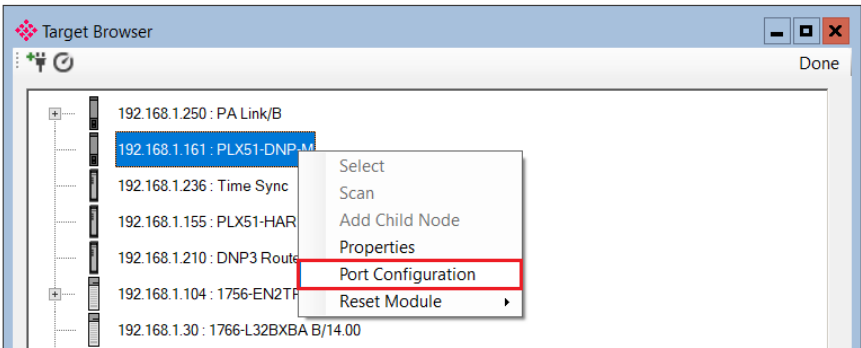 Target Browser
Done
192.168.1.250 : PA Link/B
192.168.1.161 : PLX51-DNP-M
192.168.1.236 : Time Sync
192.168.1.155 : PLX51-HAR
192.168.1.210 : DNP3 Route
192.168.1.104 : 1756-EN2T
192.168.1.30 : 1766-L32BXBA B/14.00
Select
Scan
Add Child Node
Properties
Port Configuration
Reset Module